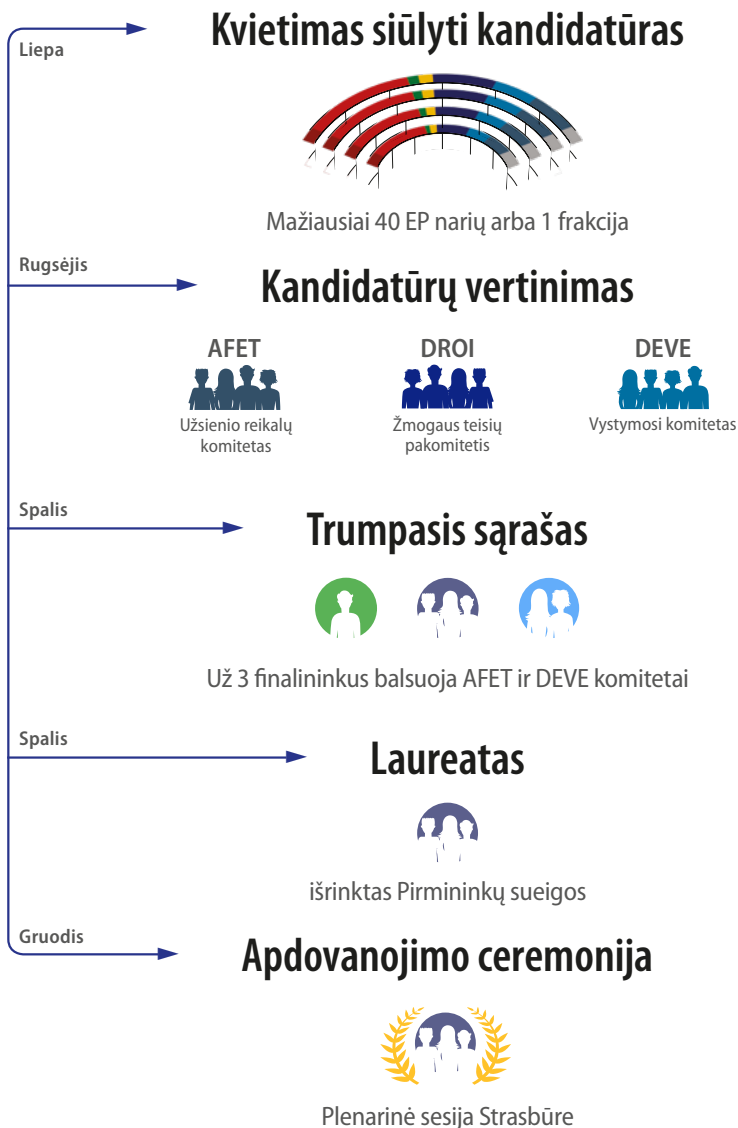 Liepa
Kvietimas siūlyti kandidatūras
Mažiausiai 40 EP narių arba 1 frakcija
Rugsėjis
Kandidatūrų vertinimas
AFET
Užsienio reikalų
komitetas
DROI
Žmogaus teisių
pakomitetis
DEVE
Vystymosi komitetas
Spalis
Trumpasis sąrašas
Už 3 finalininkus balsuoja AFET ir DEVE komitetai
Spalis
Laureatas
išrinktas Pirmininkų sueigos
Gruodis
Apdovanojimo ceremonija
Plenarinė sesija Strasbūre